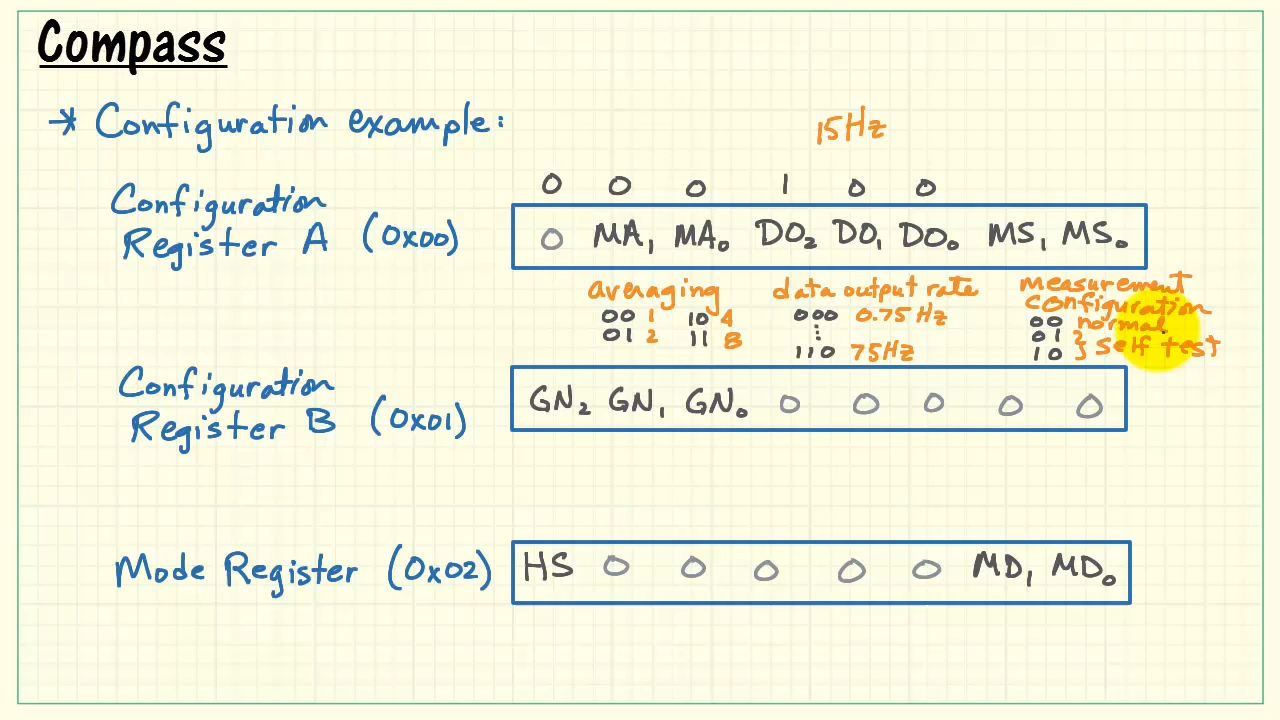 Compass
* Configuration example:
15Hz
0 0 0 1 0 0
Configuration
Register A (0x00)
0 MA1 MA0 DO2 DO1 DO0 MS1 MS0
averaging
00 1 10 4
01 2 11 8
data output rate
000 0.75Hz
⋮
110 75Hz
measurement
configuration
00 normal
01 } self test
10
Configuration
Register B (0x01)
GN2 GN1 GN0 0 0 0 0 0
Mode Register (0x02)
HS 0 0 0 0 0 MD1 MD0